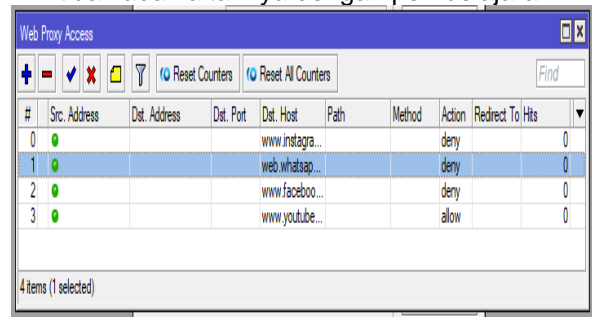 Web Proxy Access
Reset Counters Reset All Counters Find
# Src. Address Dst. Address Dst. Port Dst. Host Path Method Action Redirect To Hits
0 www.instagra... deny 0
1 web.whatsap... deny 0
2 www.faceboo... deny 0
3 www.youtube... allow 0
4 items (1 selected)